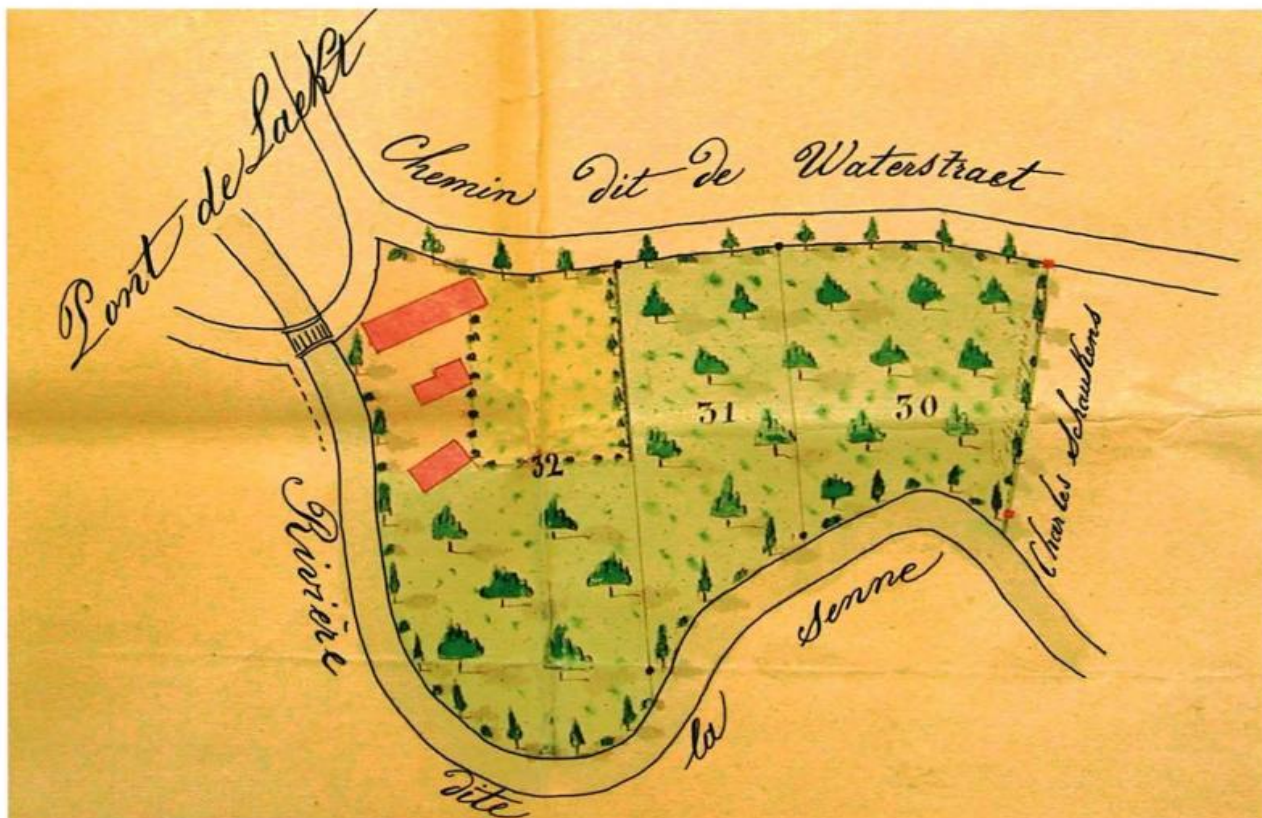 Pont de Laekt
Chemin dit de Waterstraet
31
30
32
Charles Schaukens
Rivière dite la Senne